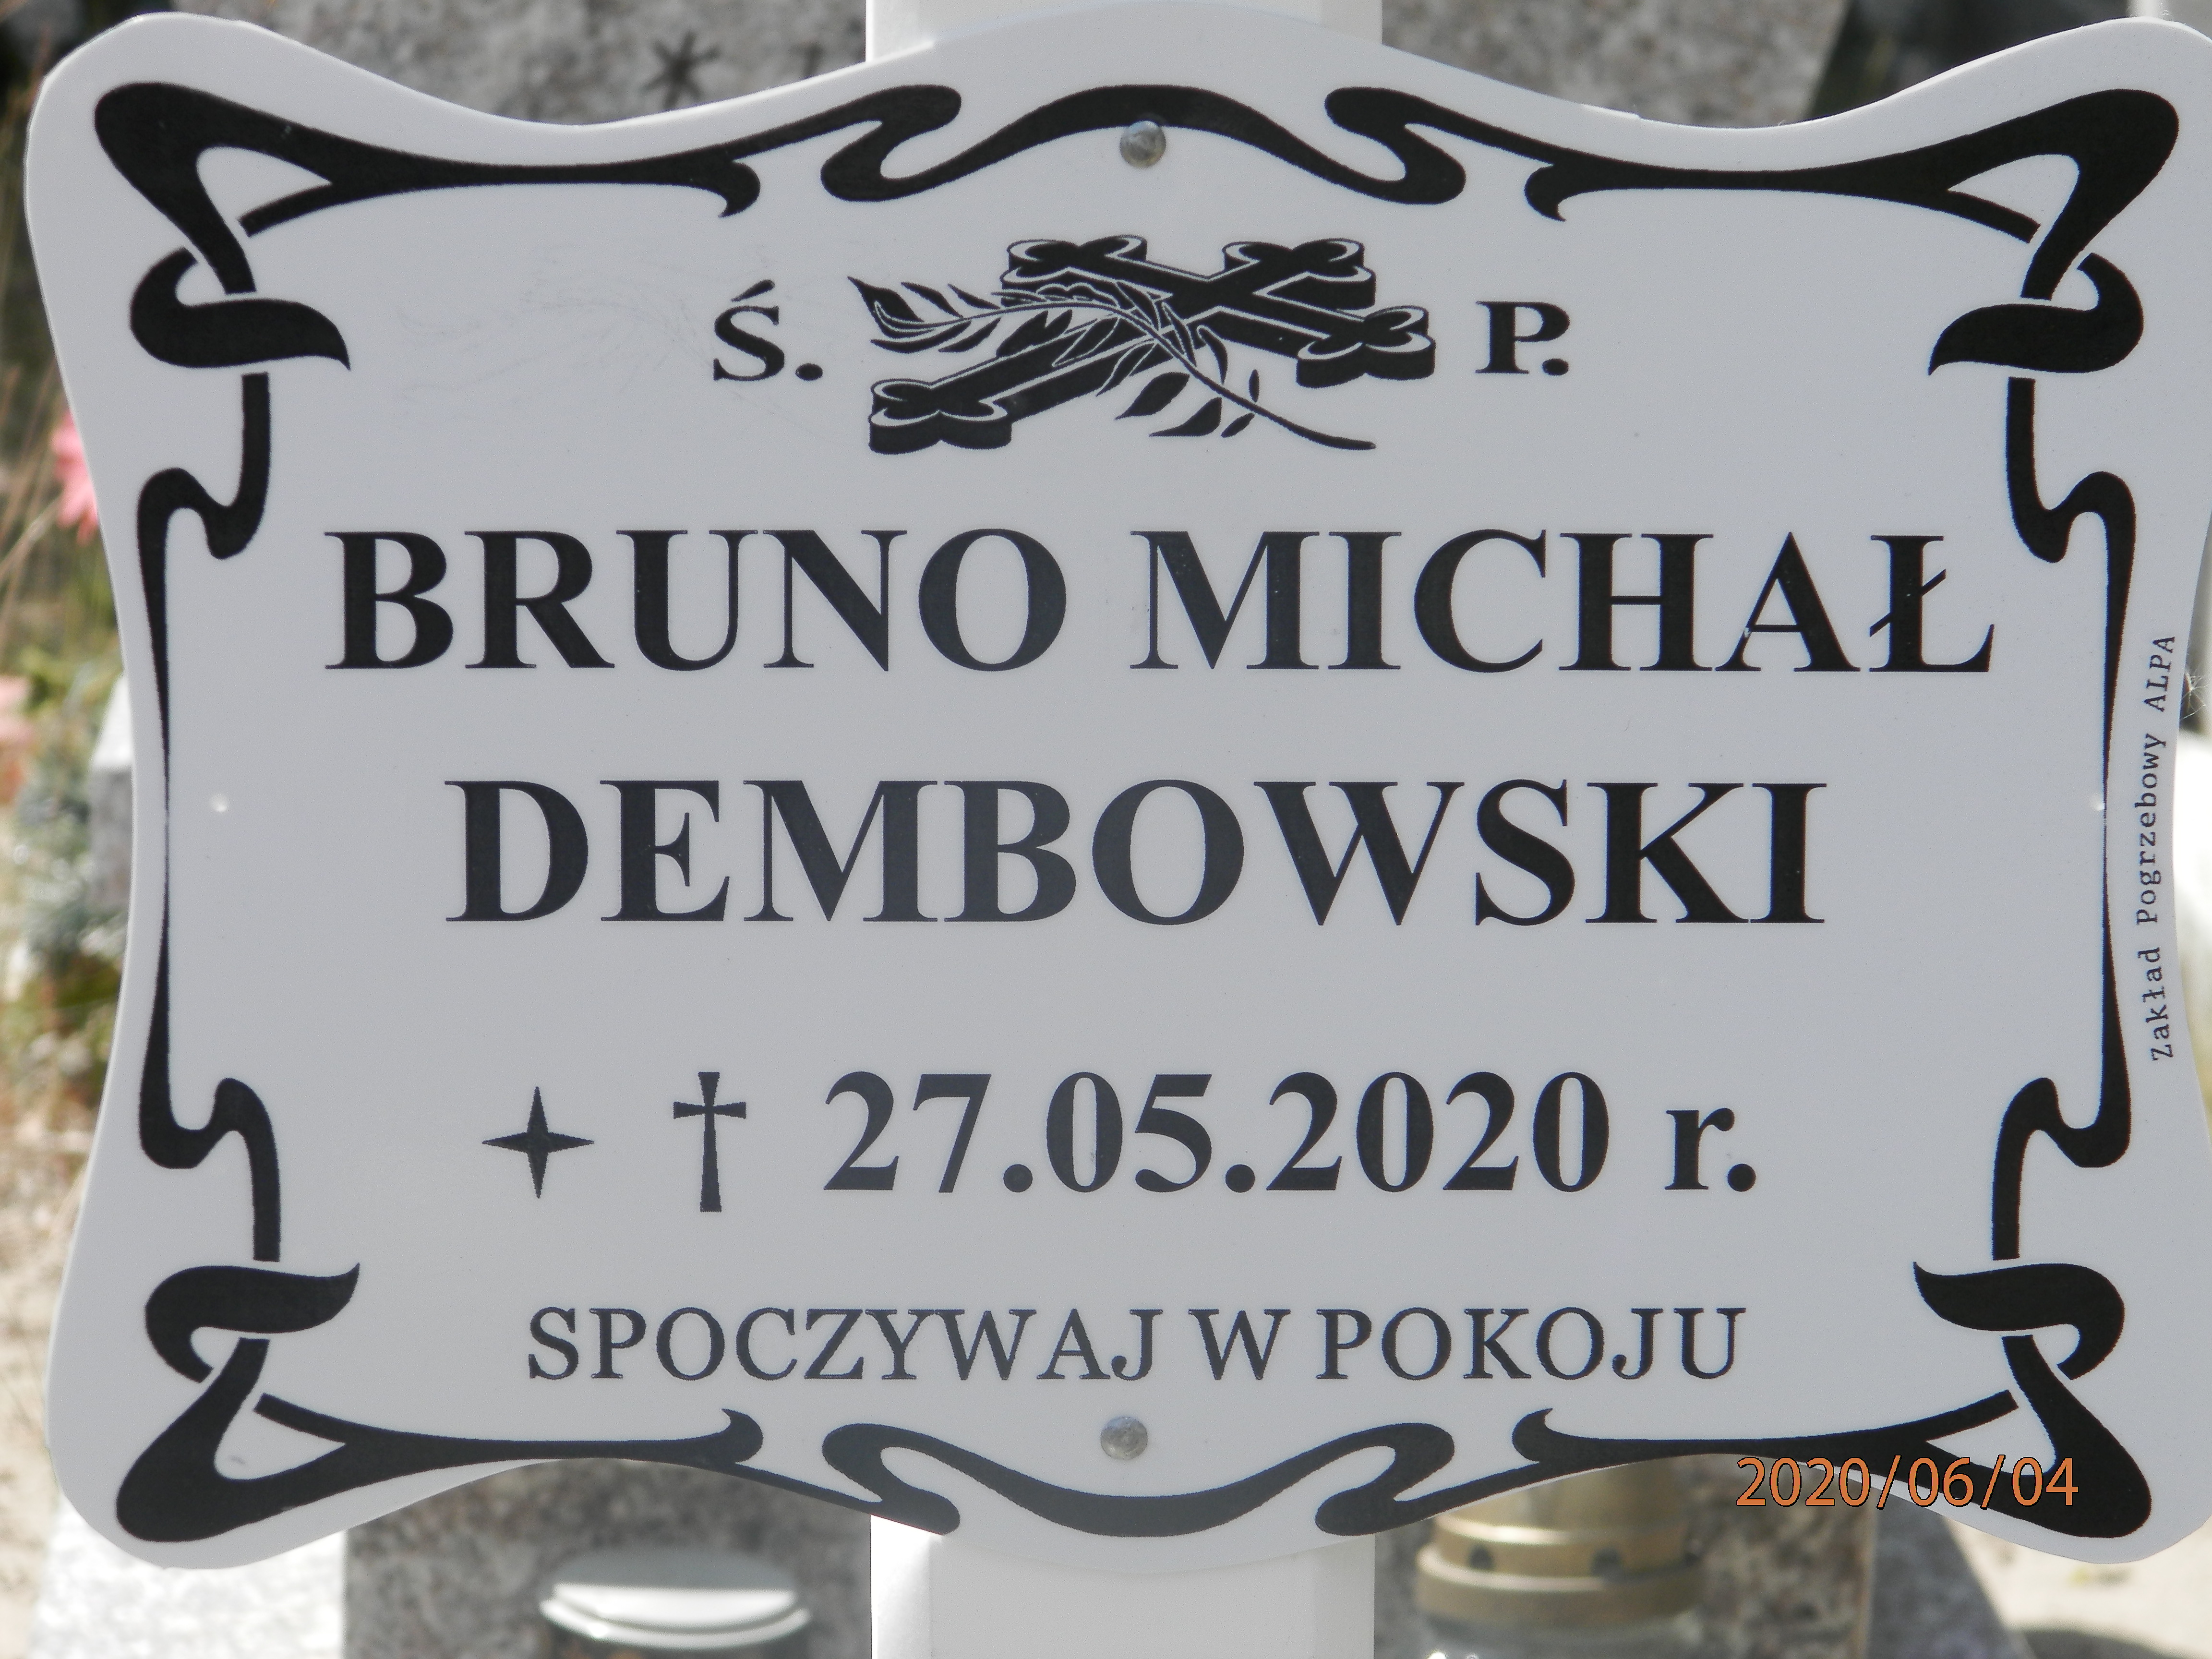 Ś. P.
BRUNO MICHAŁ
DEMBOWSKI
✦ † 27.05.2020 r.
SPOCZYWAJ W POKOJU
Zakład Pogrzebowy ALPA
2020/06/04